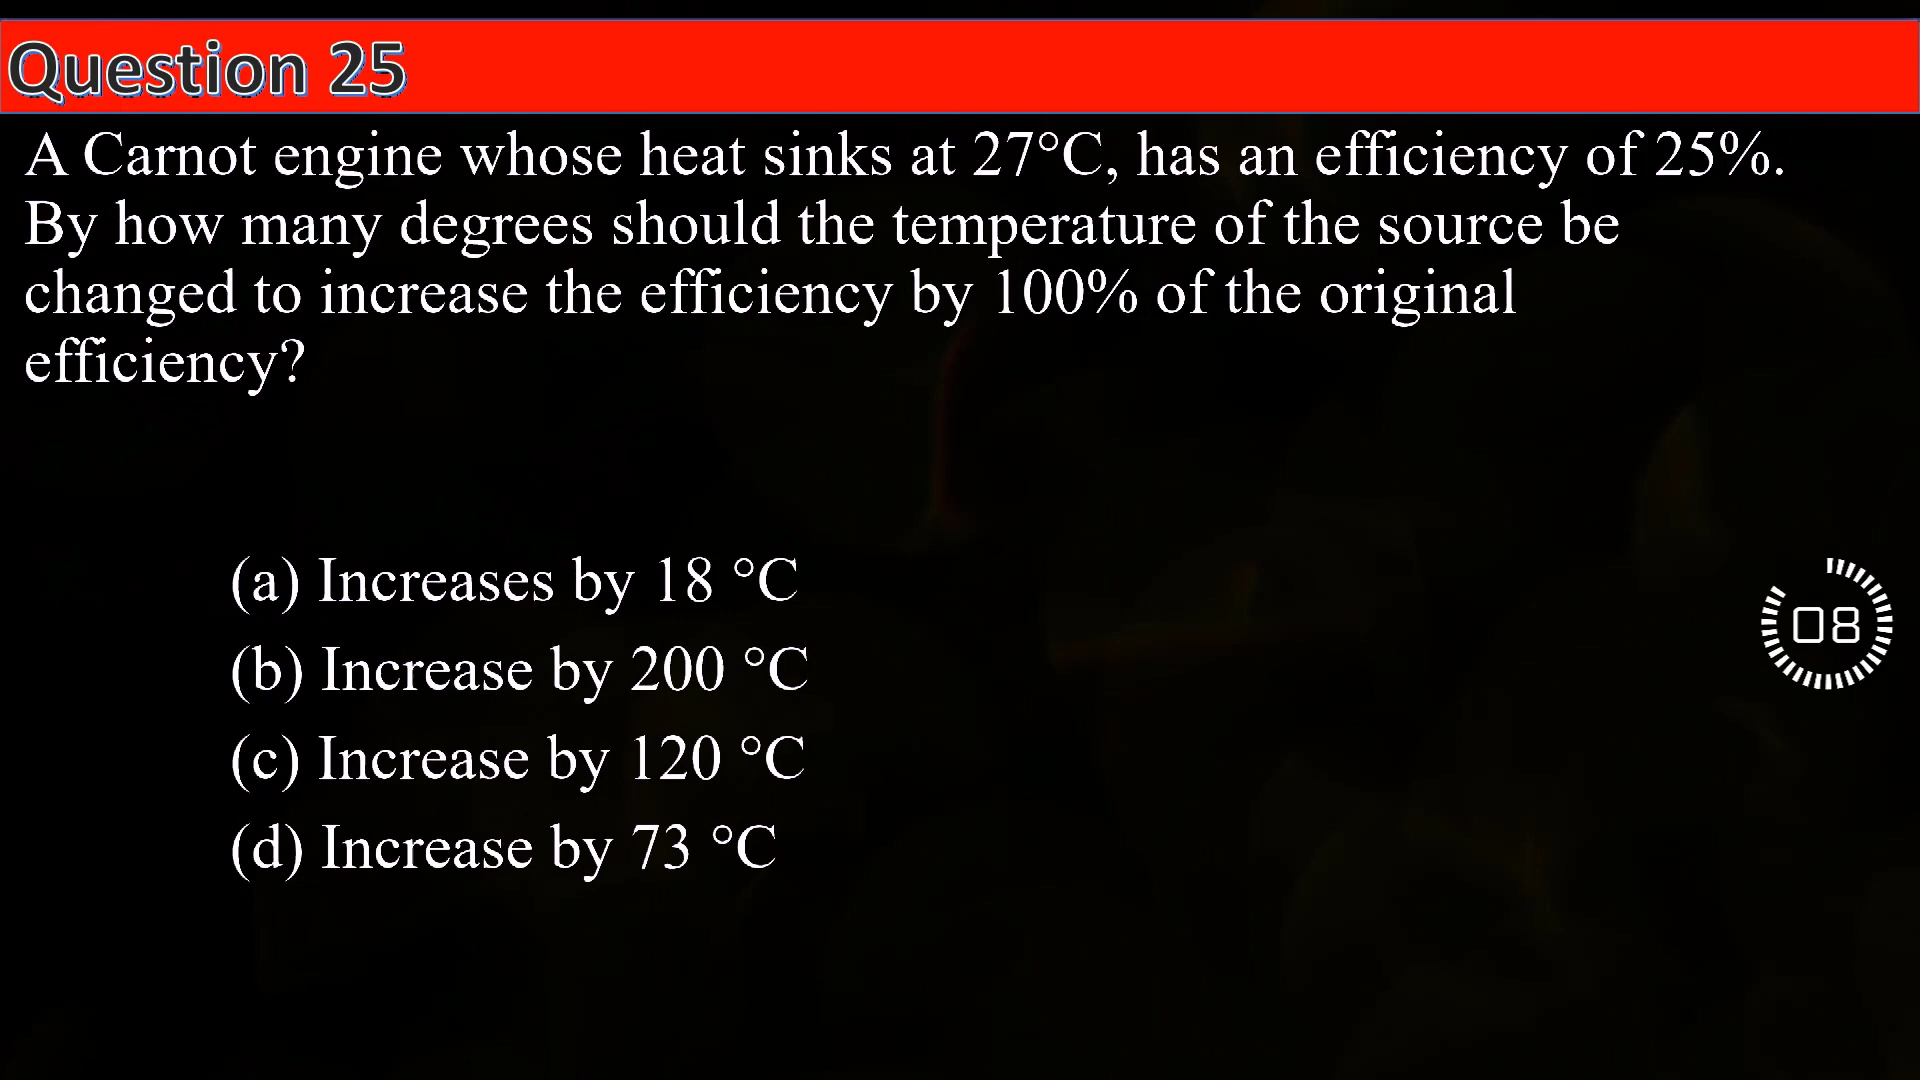 Question 25
A Carnot engine whose heat sinks at 27°C, has an efficiency of 25%.
By how many degrees should the temperature of the source be
changed to increase the efficiency by 100% of the original
efficiency?
(a) Increases by 18 °C
(b) Increase by 200 °C
08
(c) Increase by 120 °C
(d) Increase by 73 °C